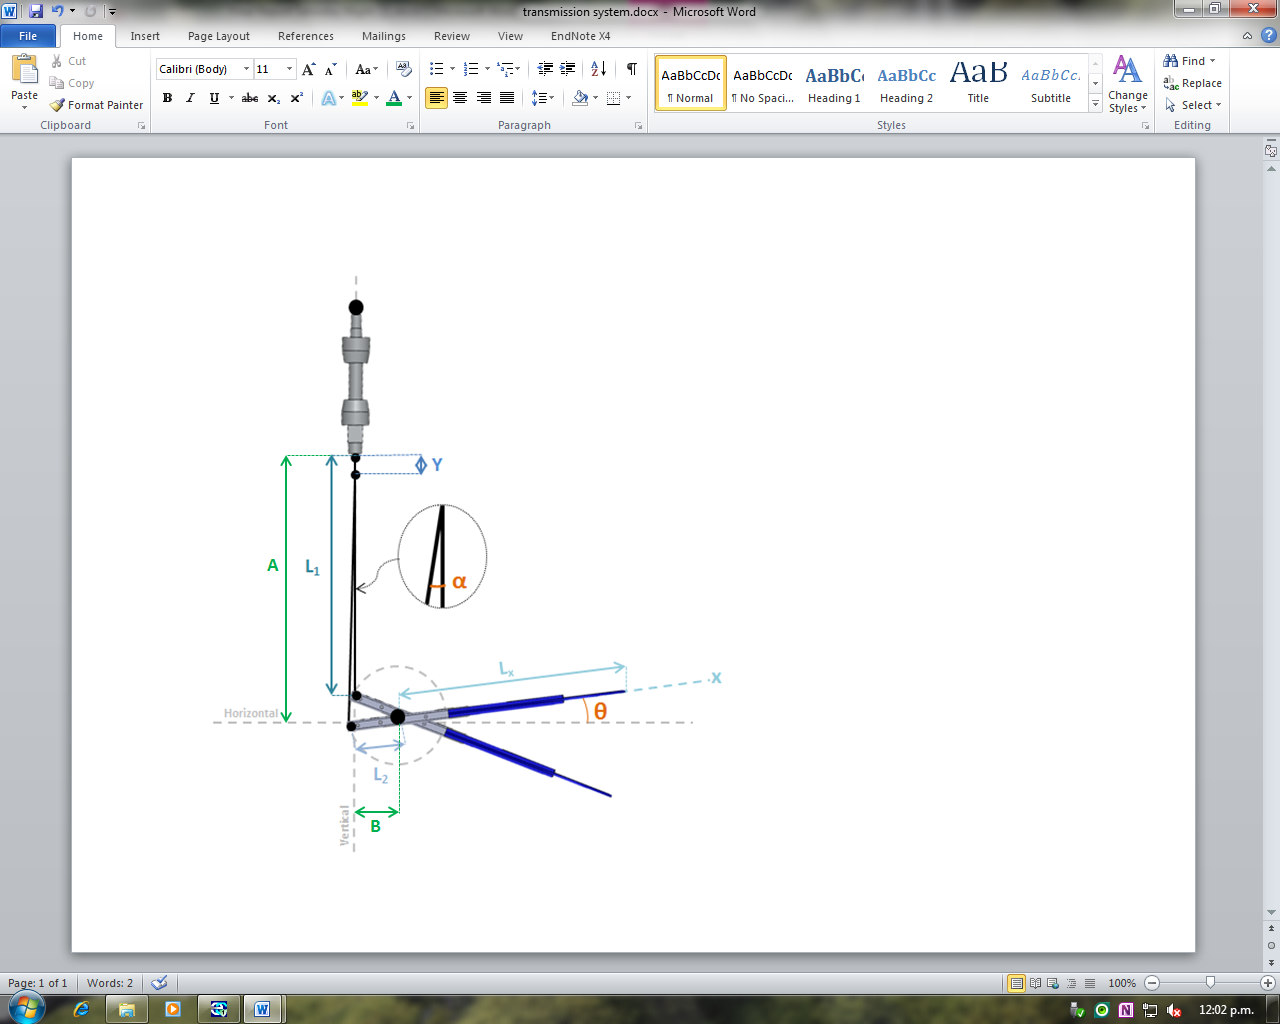 transmission system.docx - Microsoft Word
File Home Insert Page Layout References Mailings Review View EndNote X4
Paste
Cut
Copy
Format Painter
Clipboard
Calibri (Body) 11
Font
Paragraph
AaBbCcDc AaBbCcDc AaBbCc AaBbCc AaB AaBbCc.
¶ Normal ¶ No Spaci... Heading 1 Heading 2 Title Subtitle
Styles
Change Styles
Find
Replace
Select
Editing
Y
A
L1
α
Lx
X
Horizontal
θ
L2
Vertical
B
Page: 1 of 1 Words: 2 100%
12:02 p.m.